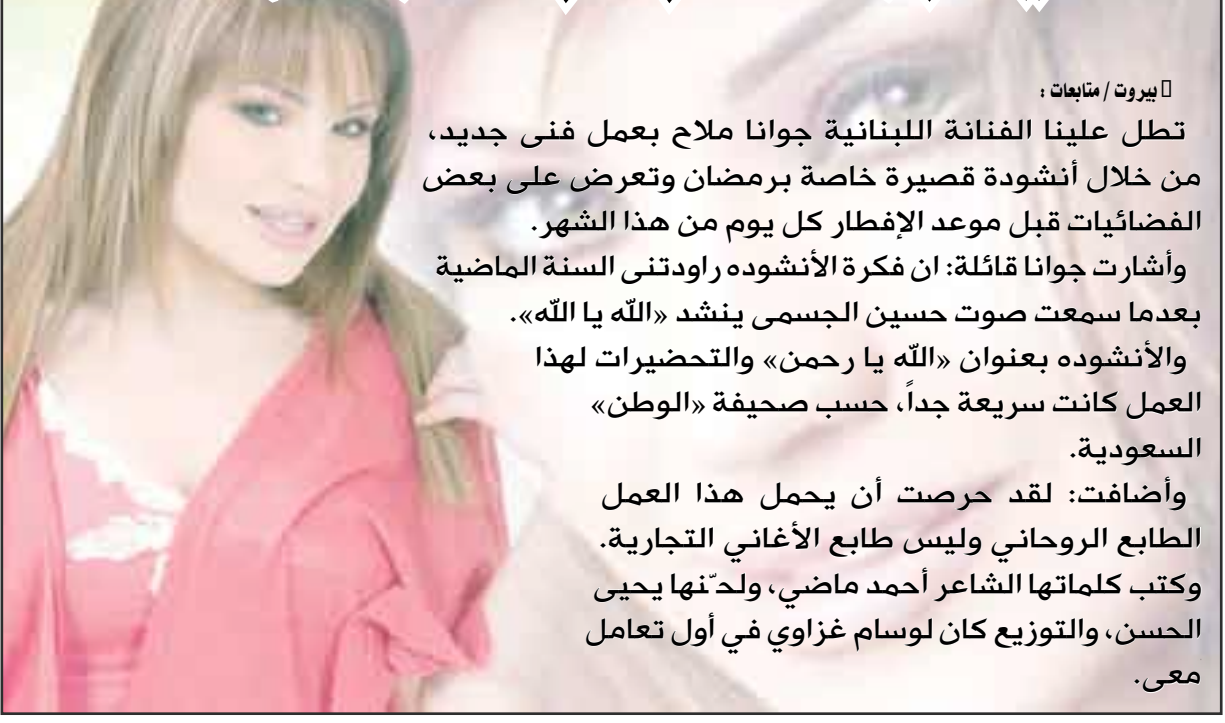 بيروت / متابعات :
تطل علينا الفنانة اللبنانية جوانا ملاح بعمل فنى جديد،
من خلال أنشودة قصيرة خاصة برمضان وتعرض على بعض
الفضائيات قبل موعد الإفطار كل يوم من هذا الشهر.
وأشارت جوانا قائلة: ان فكرة الأنشوده راودتنى السنة الماضية
بعدما سمعت صوت حسين الجسمى ينشد «الله يا الله».
والأنشوده بعنوان «الله يا رحمن» والتحضيرات لهذا
العمل كانت سريعة جداً، حسب صحيفة «الوطن»
السعودية.
وأضافت: لقد حرصت أن يحمل هذا العمل
الطابع الروحاني وليس طابع الأغاني التجارية.
وكتب كلماتها الشاعر أحمد ماضي، ولحّنها يحيى
الحسن، والتوزيع كان لوسام غزاوي في أول تعامل
معى.